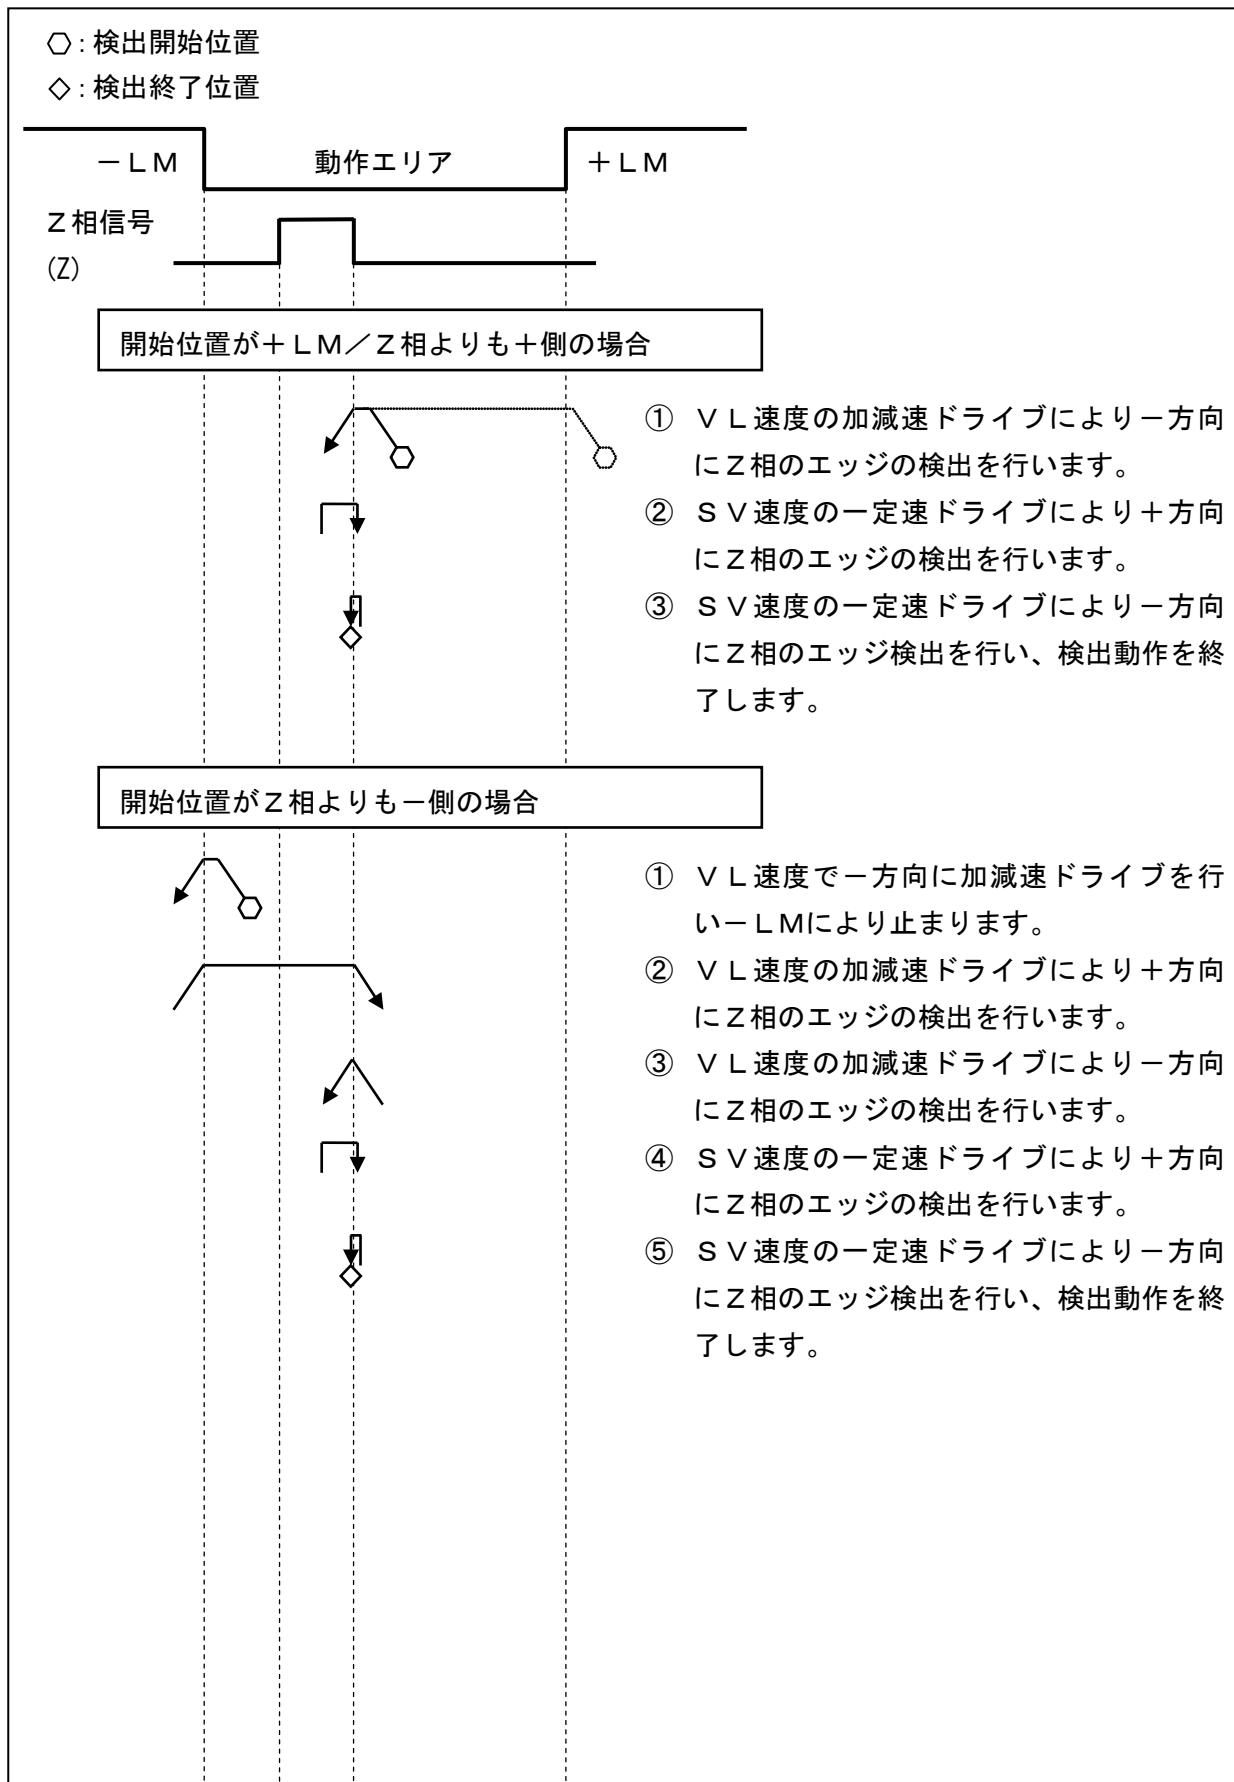 ⬡：検出開始位置
◇：検出終了位置
－ＬＭ
動作エリア
＋ＬＭ
Ｚ相信号
(Z)
開始位置が＋ＬＭ／Ｚ相よりも＋側の場合
① ＶＬ速度の加減速ドライブにより－方向
にＺ相のエッジの検出を行います。
② ＳＶ速度の一定速ドライブにより＋方向
にＺ相のエッジの検出を行います。
③ ＳＶ速度の一定速ドライブにより－方向
にＺ相のエッジ検出を行い、検出動作を終
了します。
開始位置がＺ相よりも－側の場合
① ＶＬ速度で－方向に加減速ドライブを行
い－ＬＭにより止まります。
② ＶＬ速度の加減速ドライブにより＋方向
にＺ相のエッジの検出を行います。
③ ＶＬ速度の加減速ドライブにより－方向
にＺ相のエッジの検出を行います。
④ ＳＶ速度の一定速ドライブにより＋方向
にＺ相のエッジの検出を行います。
⑤ ＳＶ速度の一定速ドライブにより－方向
にＺ相のエッジ検出を行い、検出動作を終
了します。